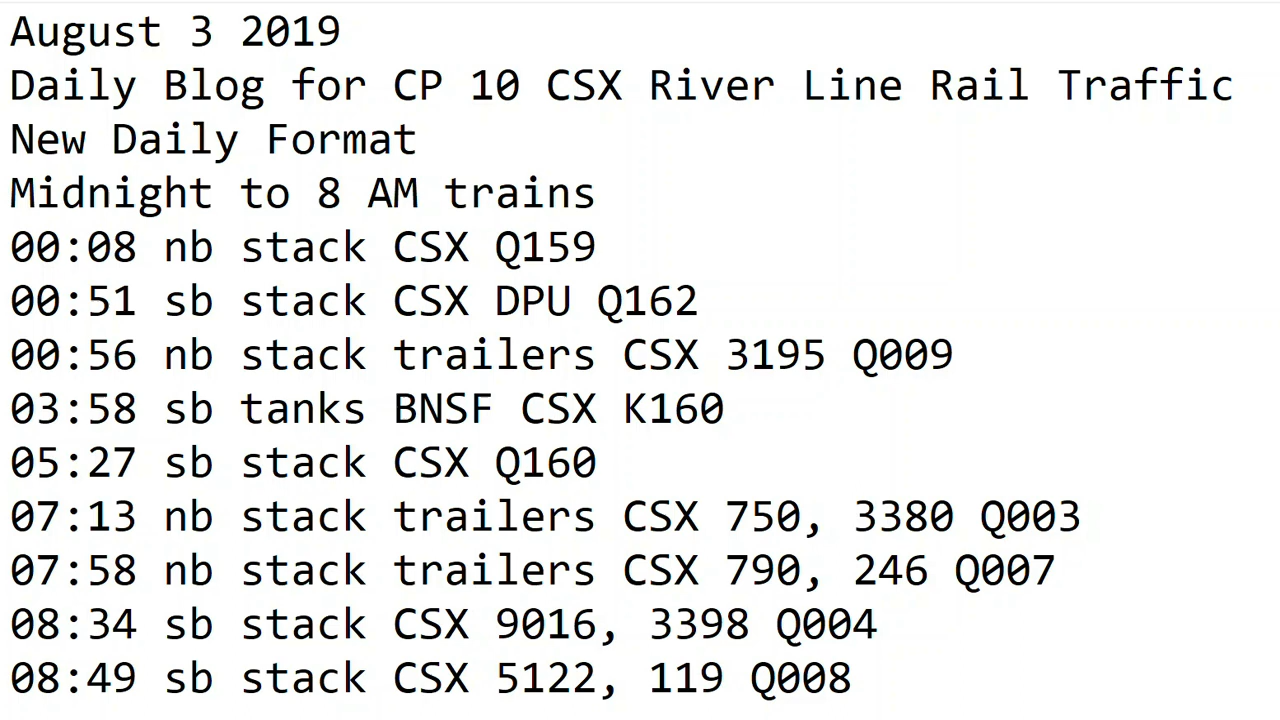 August 3 2019
Daily Blog for CP 10 CSX River Line Rail Traffic
New Daily Format
Midnight to 8 AM trains
00:08 nb stack CSX Q159
00:51 sb stack CSX DPU Q162
00:56 nb stack trailers CSX 3195 Q009
03:58 sb tanks BNSF CSX K160
05:27 sb stack CSX Q160
07:13 nb stack trailers CSX 750, 3380 Q003
07:58 nb stack trailers CSX 790, 246 Q007
08:34 sb stack CSX 9016, 3398 Q004
08:49 sb stack CSX 5122, 119 Q008